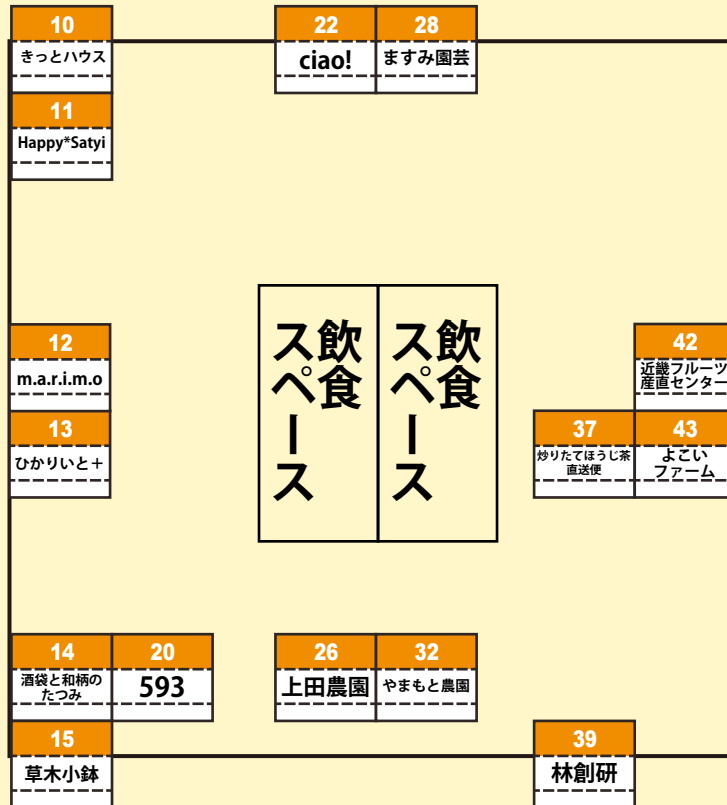 10
きっとハウス
22
ciao!
28
ますみ園芸
11
Happy*Satyi
飲食
スペース
飲食
スペース
12
m.a.r.i.m.o
42
近畿フルーツ
産直センター
13
ひかりいと＋
37
炒りたてほうじ茶
直送便
43
よこい
ファーム
14
酒袋と和柄の
たつみ
20
593
26
上田農園
32
やまもと農園
15
草木小鉢
39
林創研